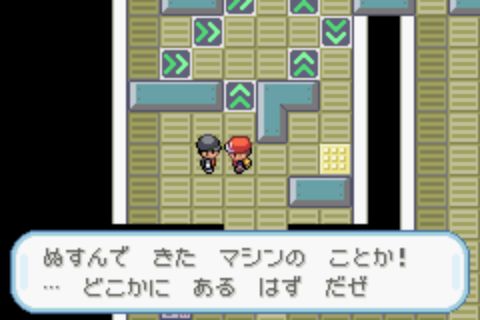 ぬすんで きた マシンの ことか!
… どこかに ある はず だぜ